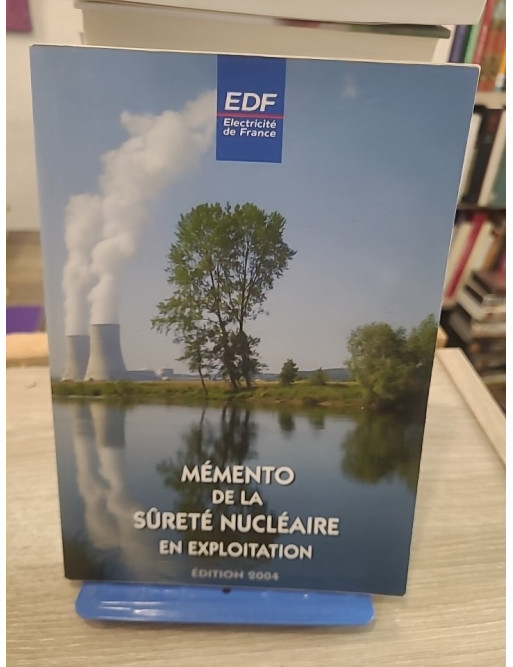 EDF
Electricité
de France
MÉMENTO
DE LA
SÛRETÉ NUCLÉAIRE
EN EXPLOITATION
ÉDITION 2004